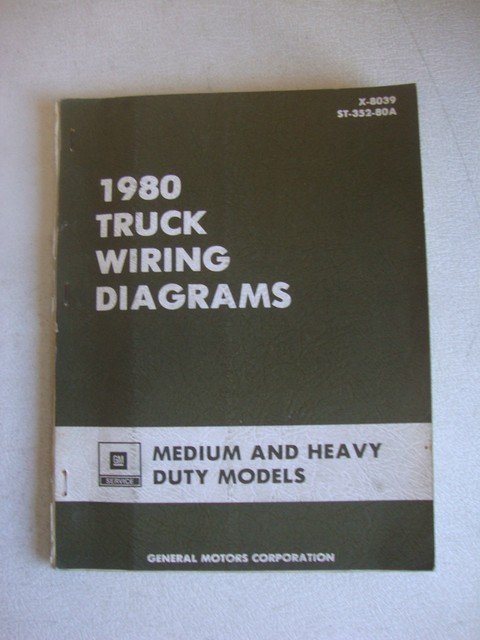 X-8039
ST-352-80A
1980
TRUCK
WIRING
DIAGRAMS
GM
SERVICE
MEDIUM AND HEAVY
DUTY MODELS
GENERAL MOTORS CORPORATION